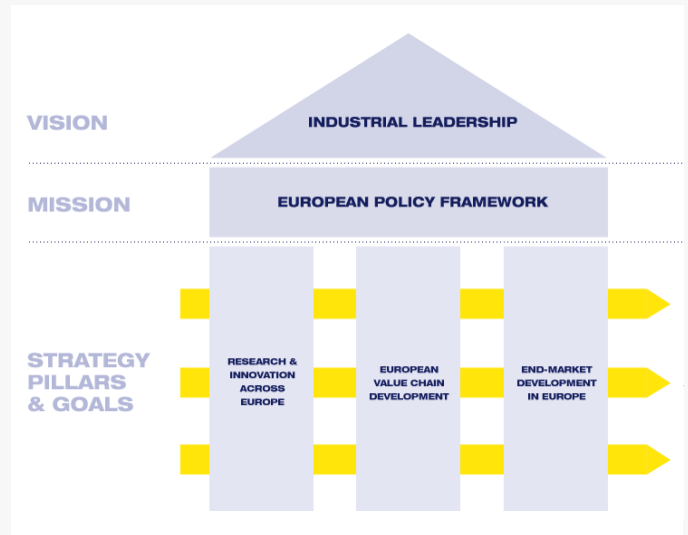 VISION
INDUSTRIAL LEADERSHIP
MISSION
EUROPEAN POLICY FRAMEWORK
STRATEGY
PILLARS
& GOALS
RESEARCH &
INNOVATION
ACROSS
EUROPE
EUROPEAN
VALUE CHAIN
DEVELOPMENT
END-MARKET
DEVELOPMENT
IN EUROPE